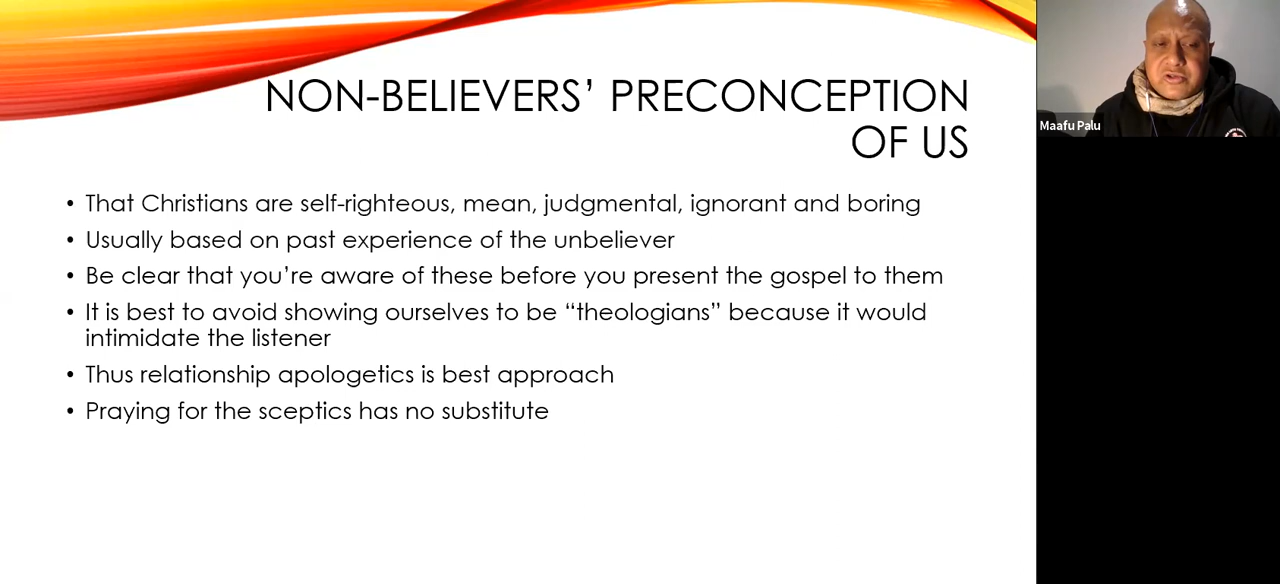 NON-BELIEVERS’ PRECONCEPTION
OF US
• That Christians are self-righteous, mean, judgmental, ignorant and boring
• Usually based on past experience of the unbeliever
• Be clear that you’re aware of these before you present the gospel to them
• It is best to avoid showing ourselves to be “theologians” because it would
intimidate the listener
• Thus relationship apologetics is best approach
• Praying for the sceptics has no substitute
Maafu Palu